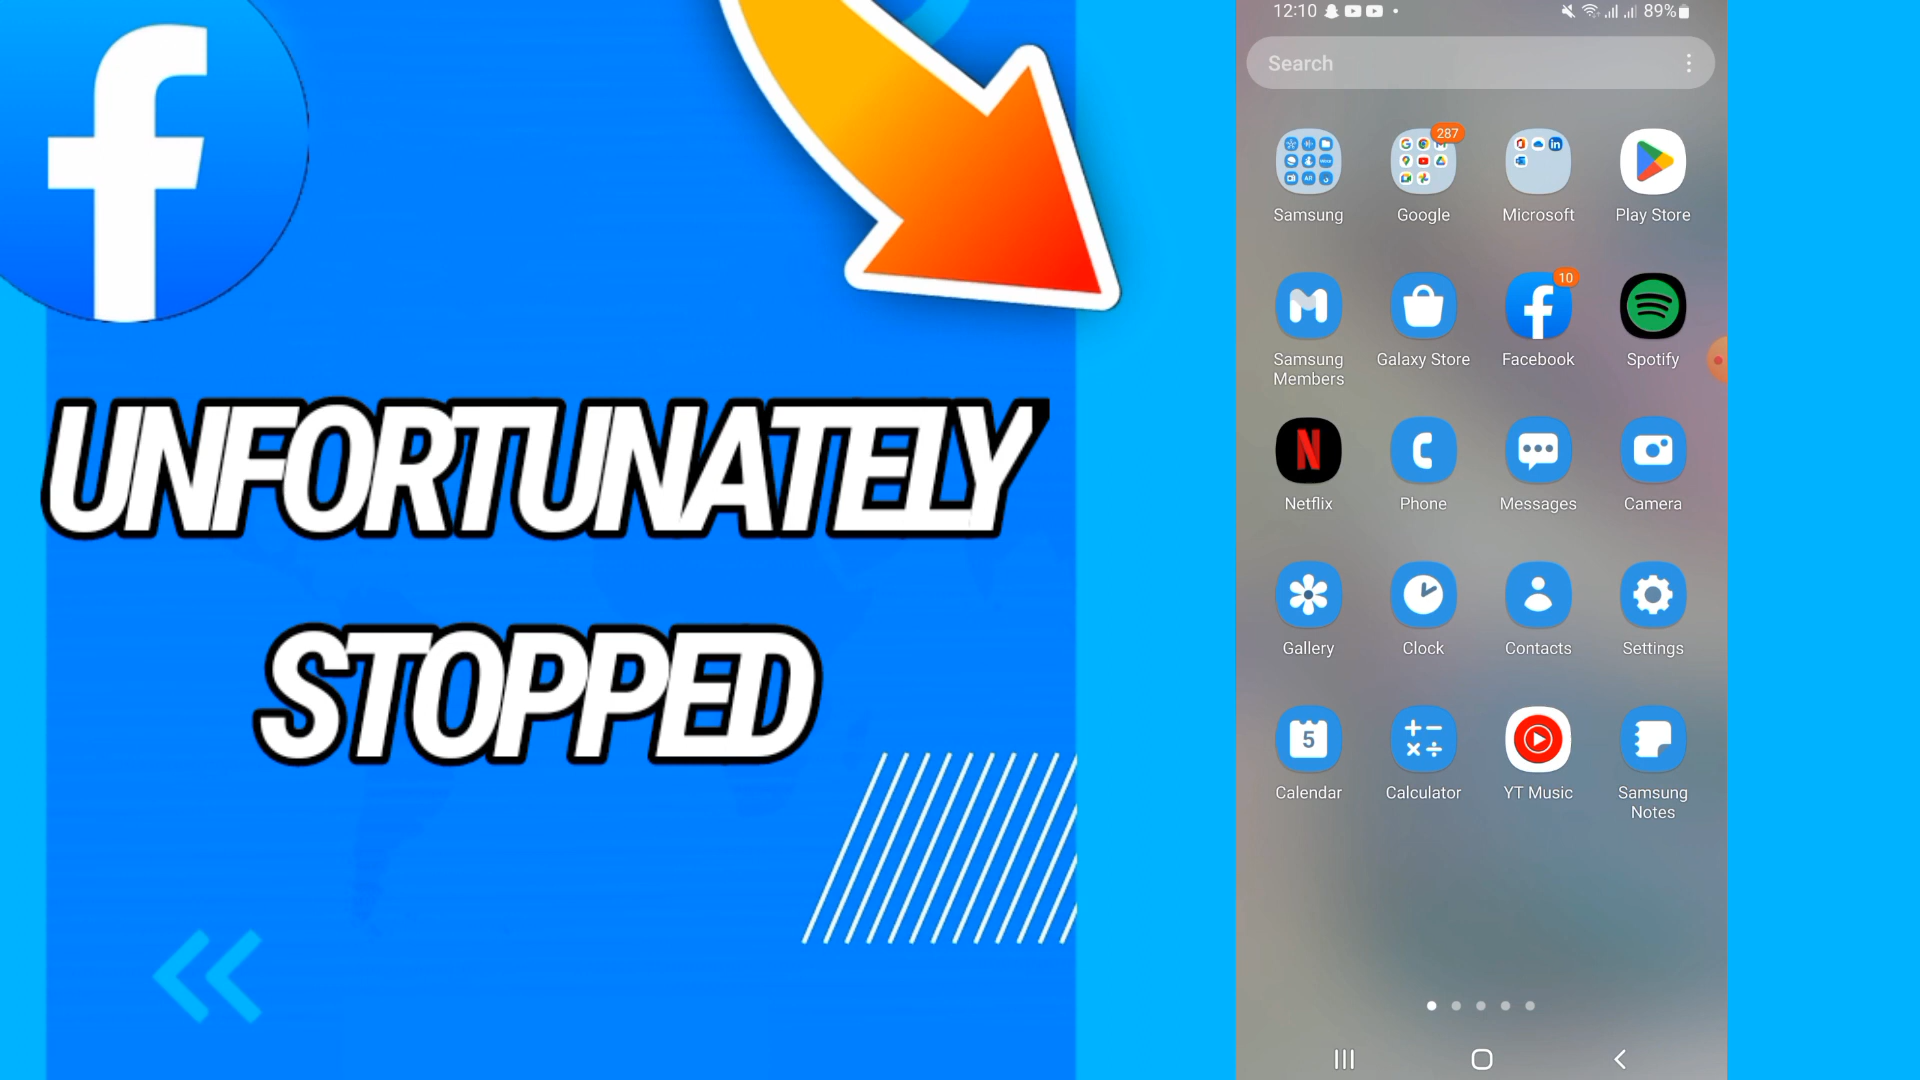 UNFORTUNATELY
STOPPED
12:10
89%
Search
287
Samsung
Google
Microsoft
Play Store
10
Samsung
Members
Galaxy Store
Facebook
Spotify
Netflix
Phone
Messages
Camera
Gallery
Clock
Contacts
Settings
5
Calendar
Calculator
YT Music
Samsung
Notes